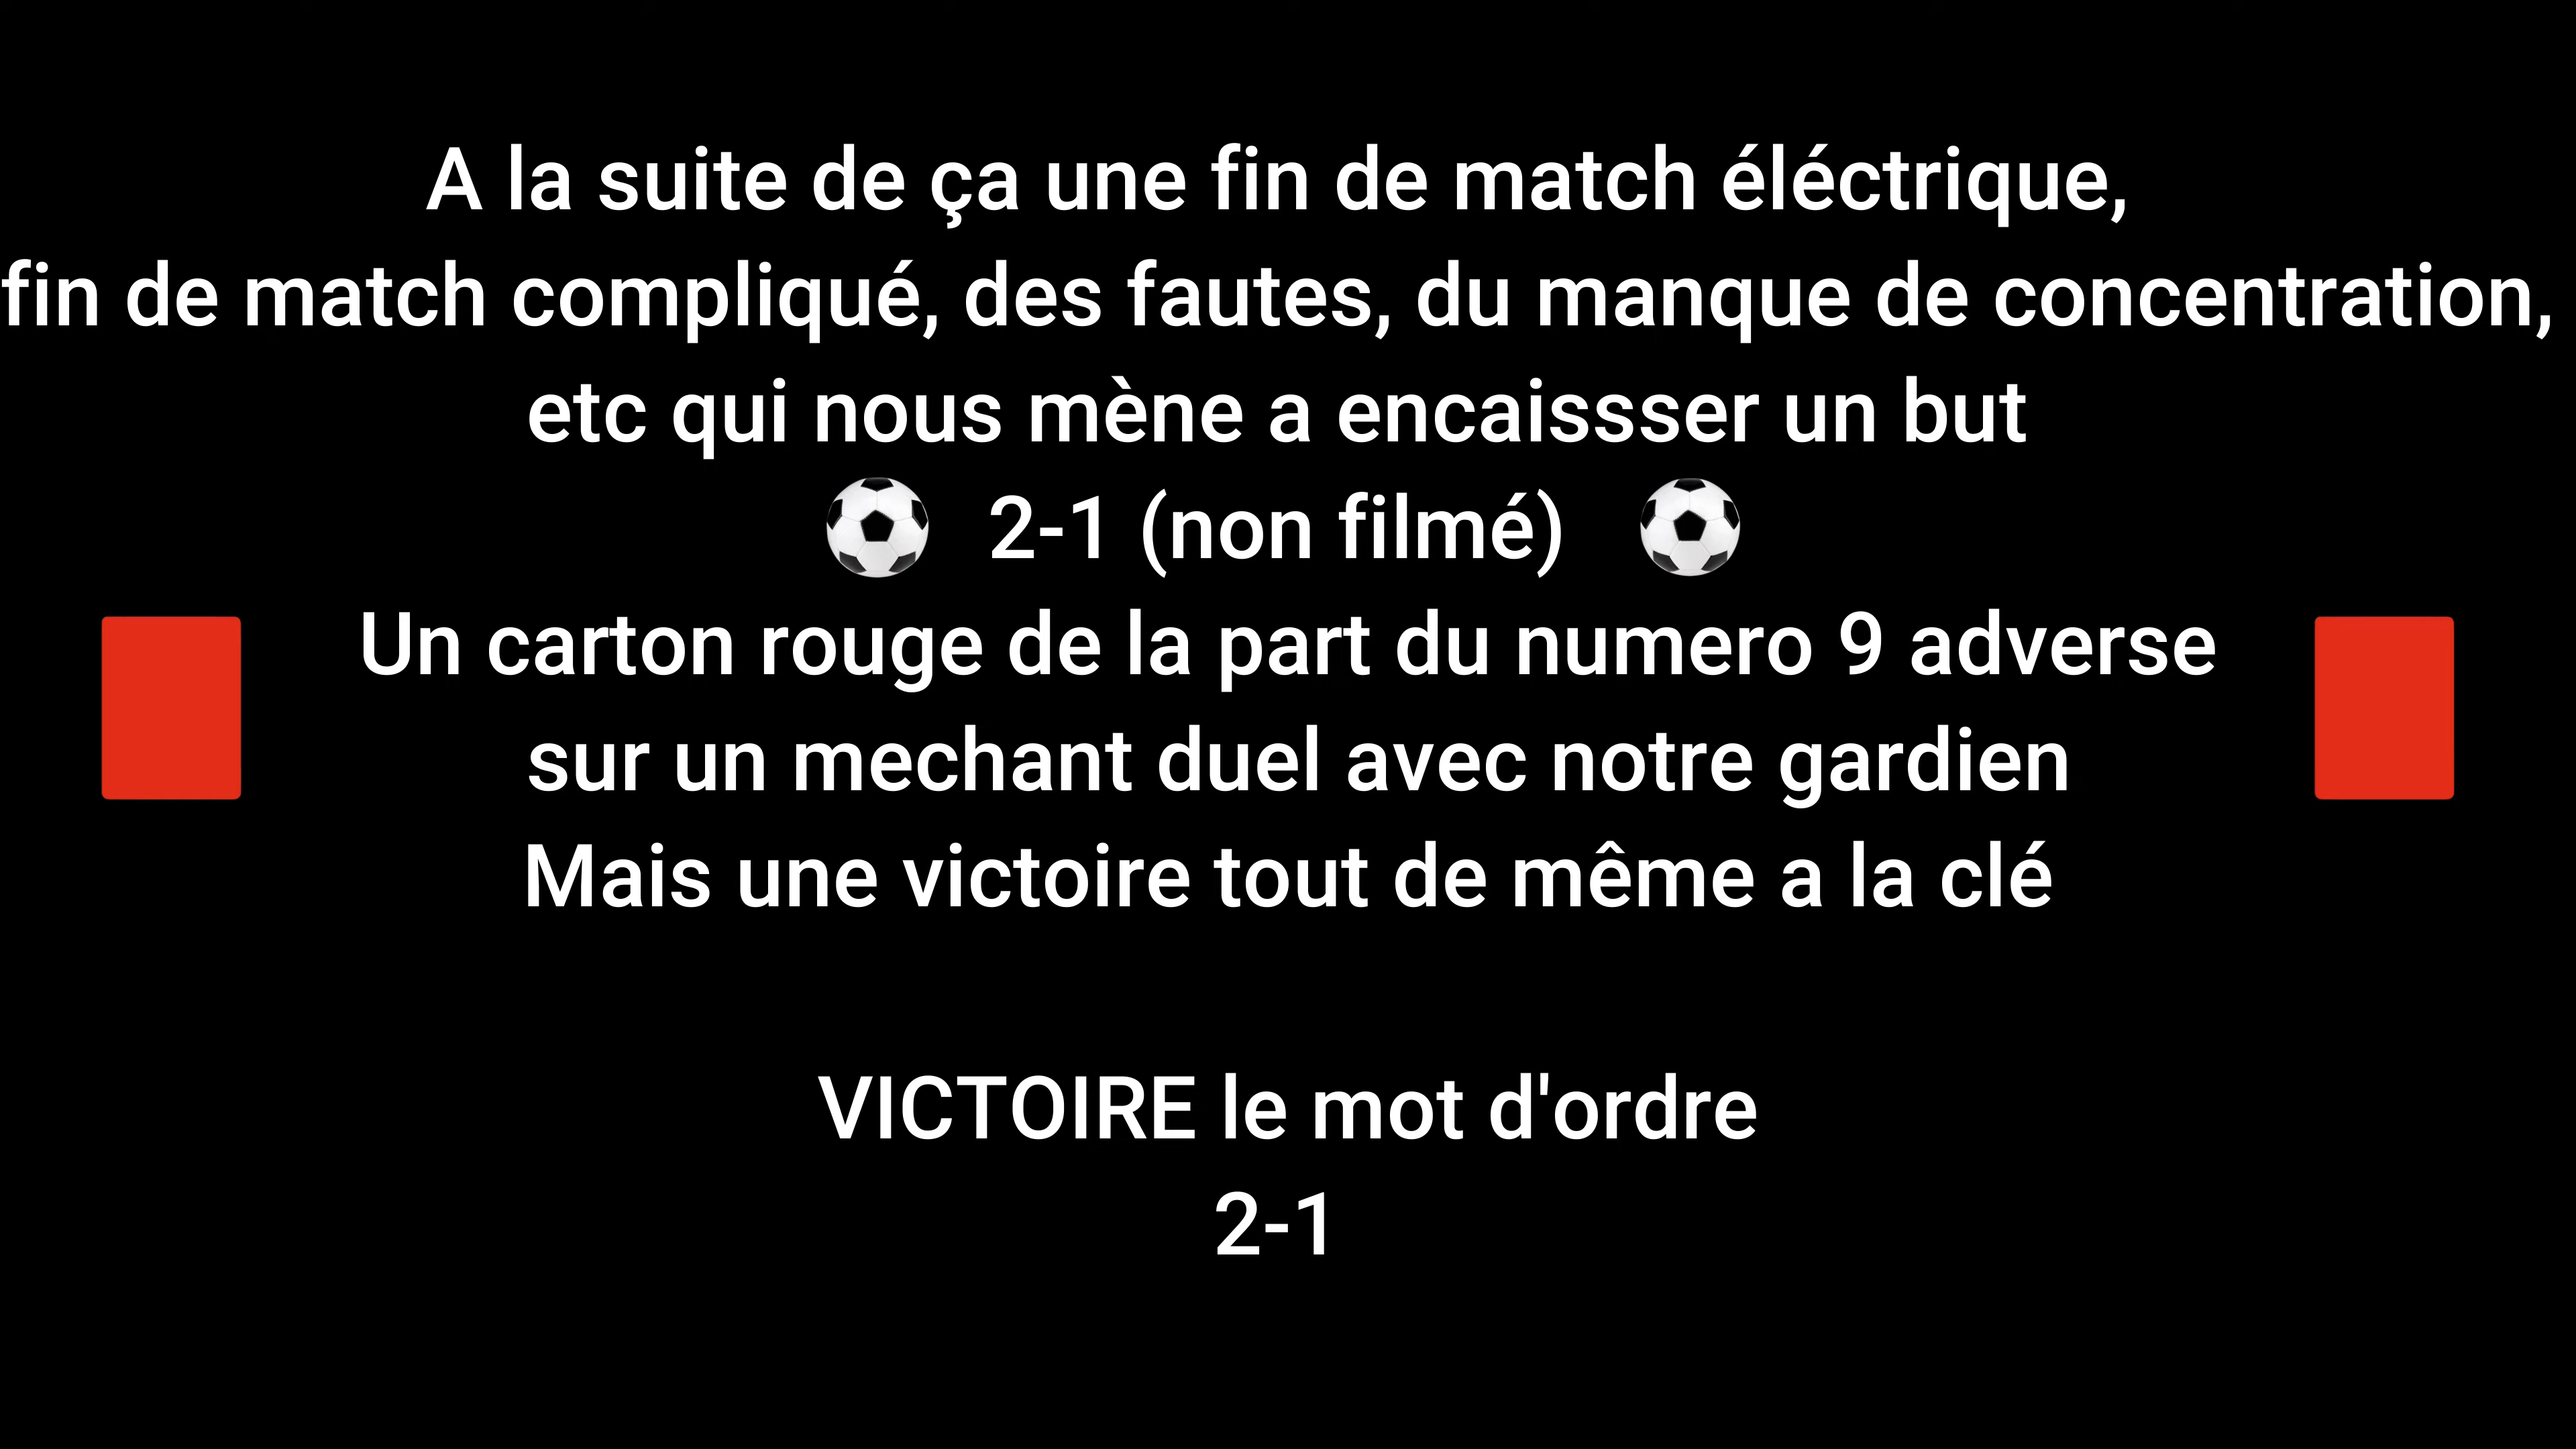 A la suite de ça une fin de match éléctrique,
fin de match compliqué, des fautes, du manque de concentration,
etc qui nous mène a encaissser un but
2-1 (non filmé)
Un carton rouge de la part du numero 9 adverse
sur un mechant duel avec notre gardien
Mais une victoire tout de même a la clé
VICTOIRE le mot d'ordre
2-1